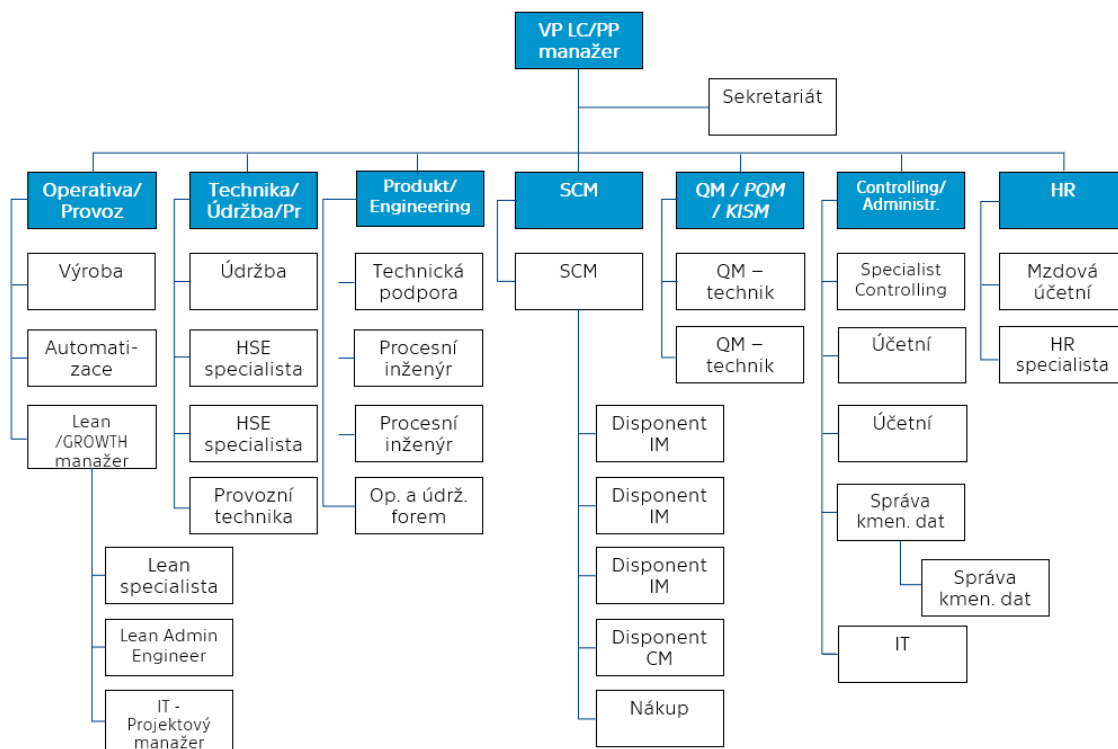 VP LC/PP
manažer
Sekretariát
Operativa/
Provoz
Technika/
Údržba/Pr
Produkt/
Engineering
SCM
QM / PQM
/ KISM
Controlling/
Administr.
HR
Výroba
Údržba
Technická
podpora
SCM
QM –
technik
Specialist
Controlling
Mzdová
účetní
Automati-
zace
HSE
specialista
Procesní
inženýr
QM –
technik
Účetní
HR
specialista
Lean
/GROWTH
manažer
HSE
specialista
Procesní
inženýr
Disponent
IM
Účetní
Provozní
technika
Op. a údrž.
forem
Disponent
IM
Správa
kmen. dat
Lean
specialista
Disponent
IM
Správa
kmen. dat
Lean Admin
Engineer
Disponent
CM
IT
IT -
Projektový
manažer
Nákup